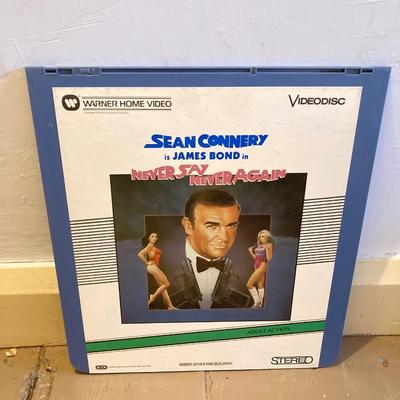 WARNER HOME VIDEO
VIDEODISC
SEAN CONNERY
is JAMES BOND in
NEVER SAY
NEVER AGAIN
ADULT ACTION
STEREO